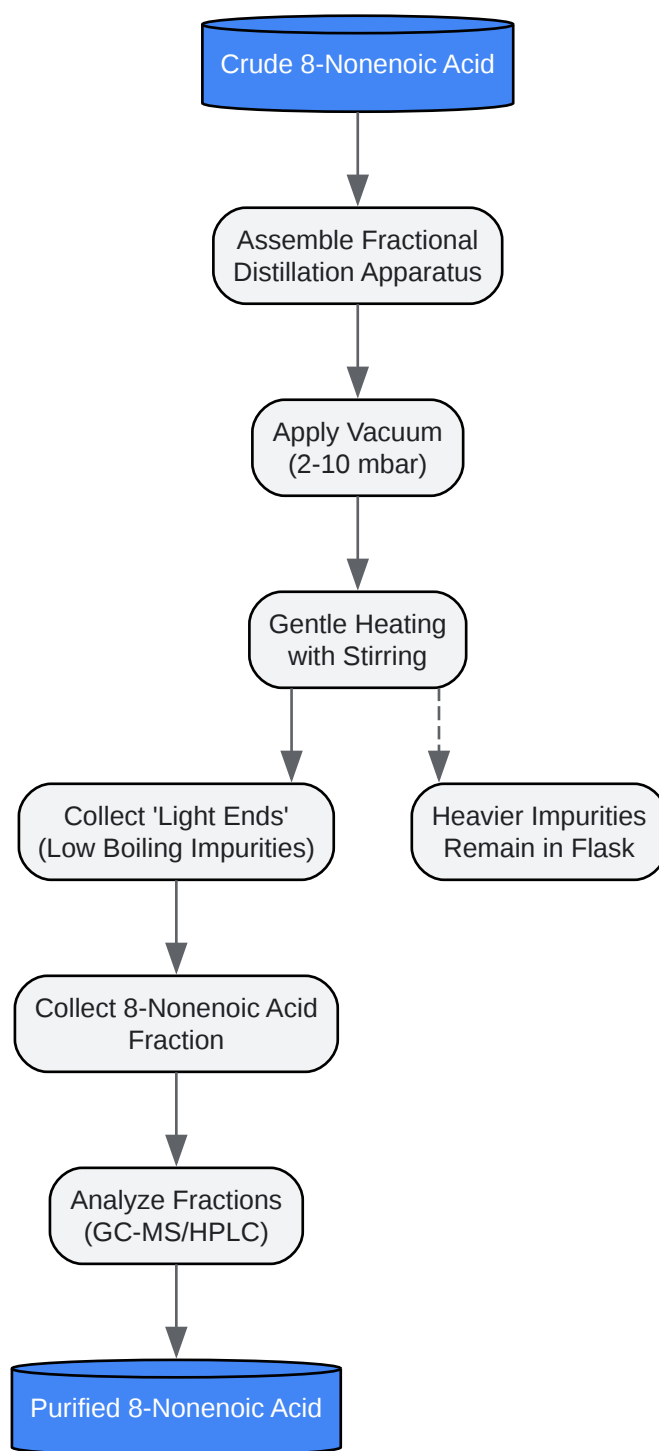 Crude 8-Nonenoic Acid
Assemble Fractional
Distillation Apparatus
Apply Vacuum
(2-10 mbar)
Gentle Heating
with Stirring
Collect 'Light Ends'
(Low Boiling Impurities)
Heavier Impurities
Remain in Flask
Collect 8-Nonenoic Acid
Fraction
Analyze Fractions
(GC-MS/HPLC)
Purified 8-Nonenoic Acid